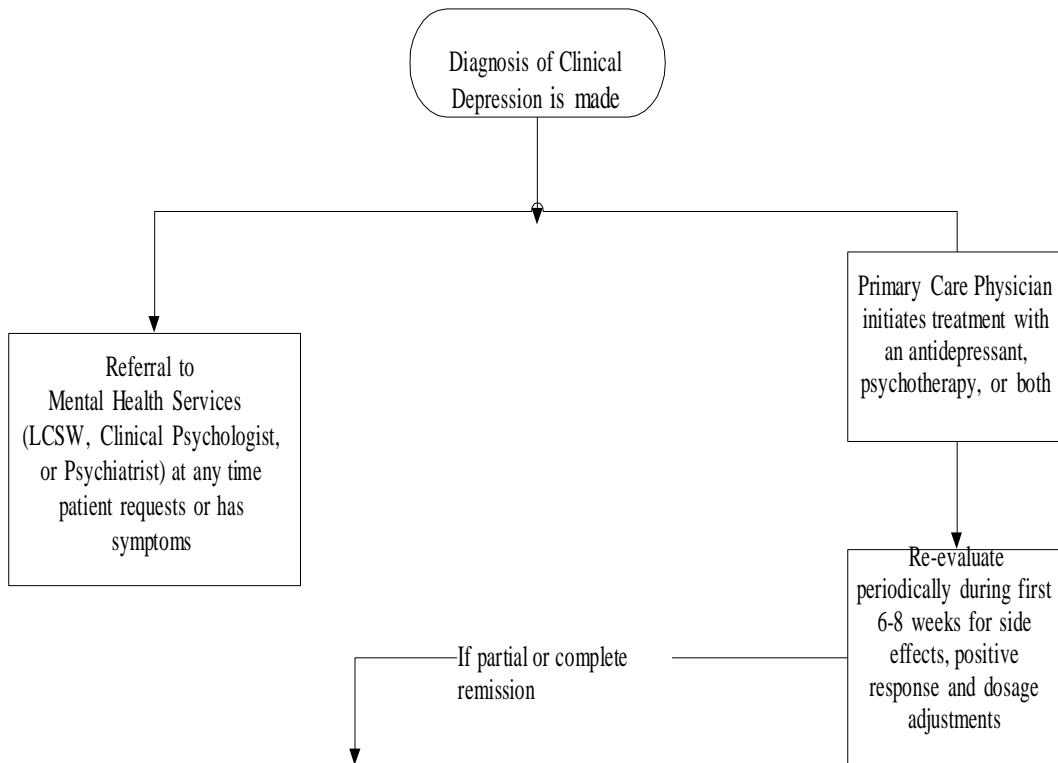 Diagnosis of Clinical
Depression is made
Primary Care Physician
initiates treatment with
an antidepressant,
psychotherapy, or both
Referral to
Mental Health Services
(LCSW, Clinical Psychologist,
or Psychiatrist) at any time
patient requests or has
symptoms
Re-evaluate
periodically during first
6-8 weeks for side
effects, positive
response and dosage
adjustments
If partial or complete
remission